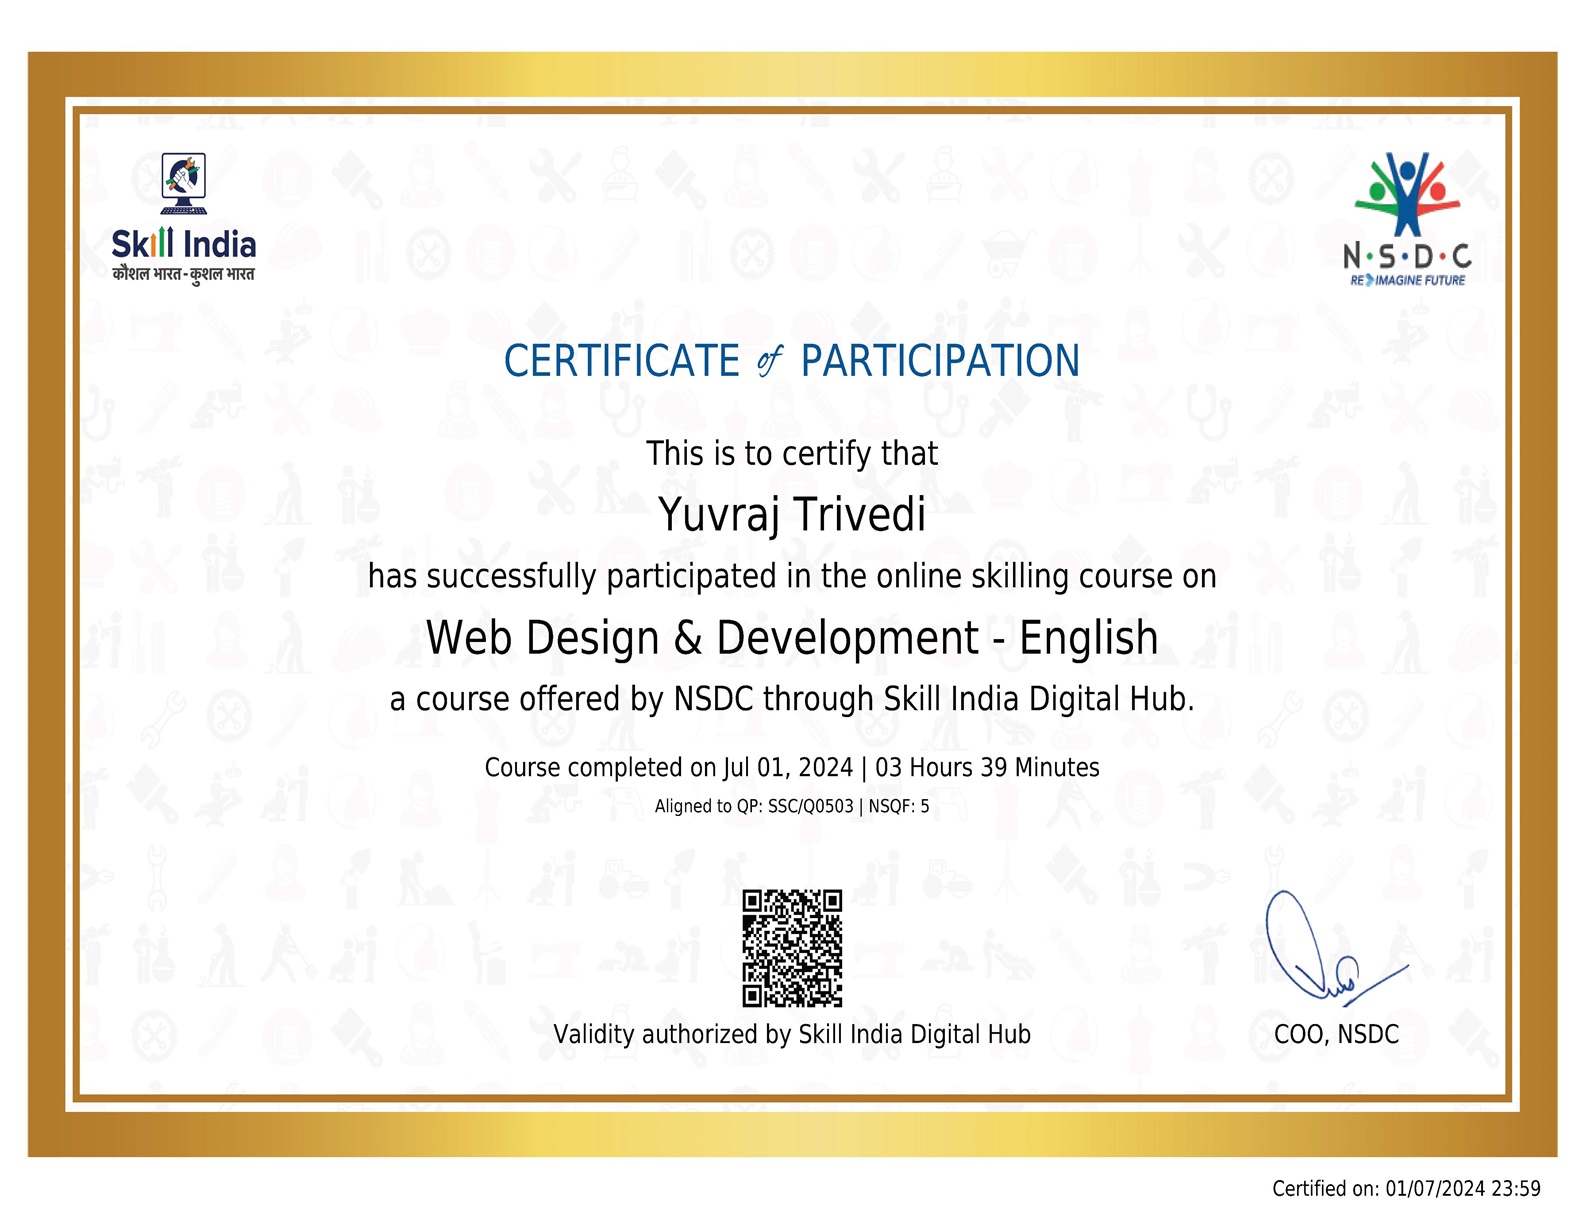 Skill India
कौशल भारत-कुशल भारत
N·S·D·C
RE IMAGINE FUTURE
CERTIFICATE of PARTICIPATION
This is to certify that
Yuvraj Trivedi
has successfully participated in the online skilling course on
Web Design & Development - English
a course offered by NSDC through Skill India Digital Hub.
Course completed on Jul 01, 2024 | 03 Hours 39 Minutes
Aligned to QP: SSC/Q0503 | NSQF: 5
Validity authorized by Skill India Digital Hub
COO, NSDC
Certified on: 01/07/2024 23:59